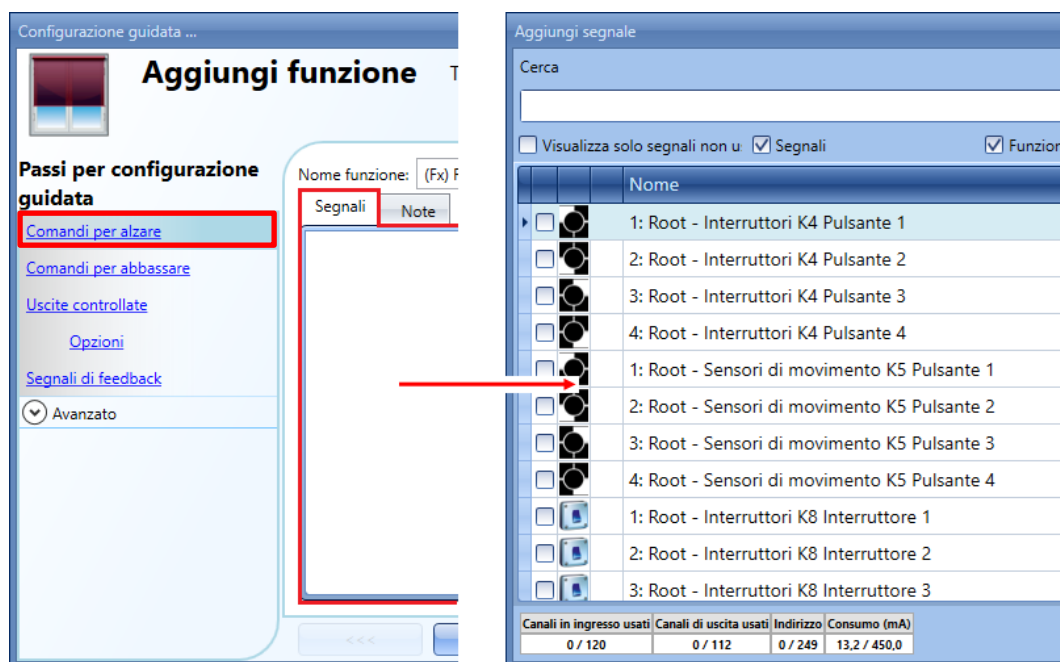 Configurazione guidata ...
Aggiungi funzione
Passi per configurazione
guidata
Comandi per alzare
Comandi per abbassare
Uscite controllate
Opzioni
Segnali di feedback
Avanzato
Nome funzione: (Fx)
Segnali Note
<<<
Aggiungi segnale
Cerca
Visualizza solo segnali non u Segnali Funzion
Nome
1: Root - Interruttori K4 Pulsante 1
2: Root - Interruttori K4 Pulsante 2
3: Root - Interruttori K4 Pulsante 3
4: Root - Interruttori K4 Pulsante 4
1: Root - Sensori di movimento K5 Pulsante 1
2: Root - Sensori di movimento K5 Pulsante 2
3: Root - Sensori di movimento K5 Pulsante 3
4: Root - Sensori di movimento K5 Pulsante 4
1: Root - Interruttori K8 Interruttore 1
2: Root - Interruttori K8 Interruttore 2
3: Root - Interruttori K8 Interruttore 3
Canali in ingresso usati Canali di uscita usati Indirizzo Consumo (mA)
0 / 120 0 / 112 0 / 249 13,2 / 450,0